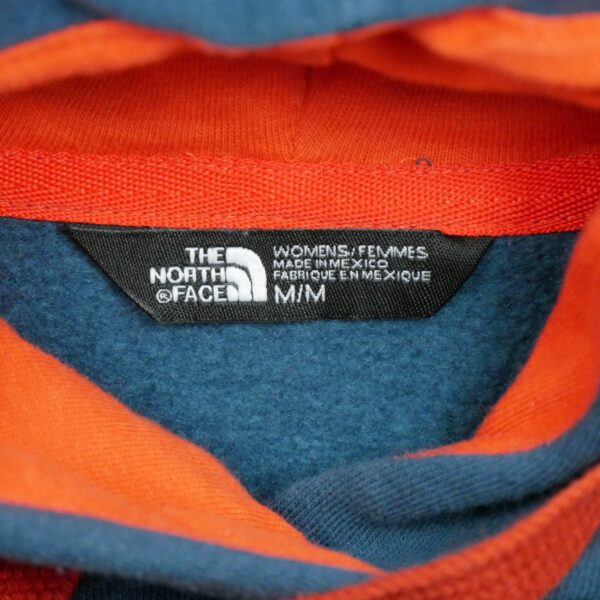 THE
NORTH
®FACE
WOMENS/FEMMES
MADE IN MEXICO
FABRIQUE EN MEXIQUE
M/M